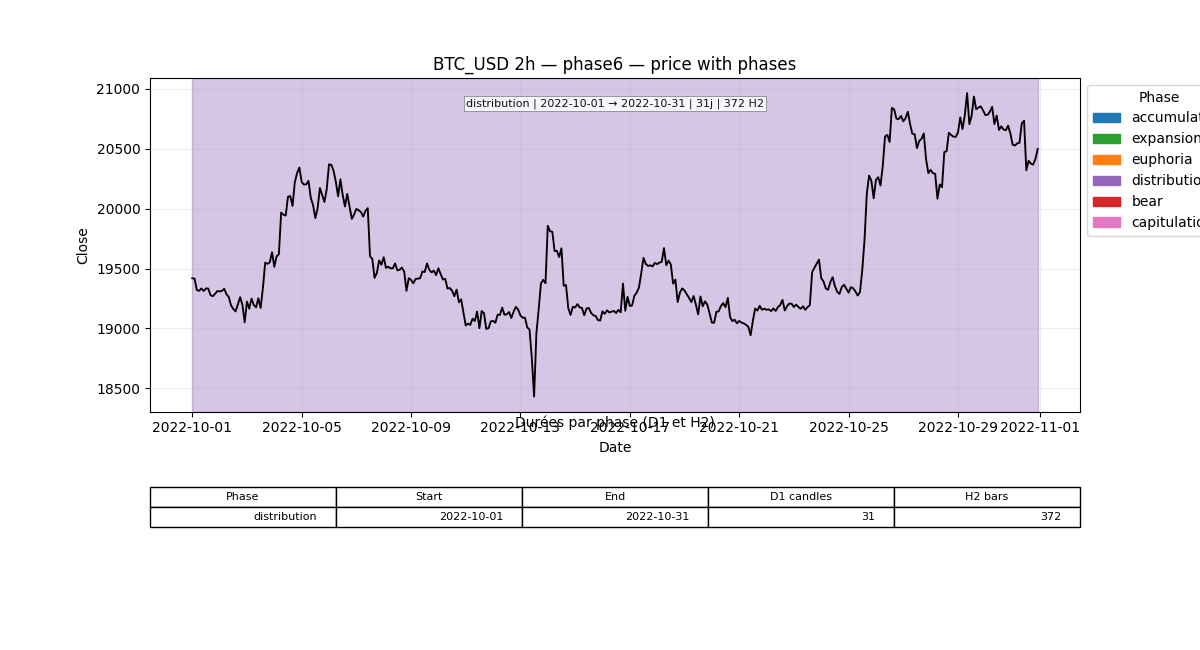 BTC_USD 2h — phase6 — price with phases
distribution | 2022-10-01 → 2022-10-31 | 31j | 372 H2
Close
21000
20500
20000
19500
19000
18500
2022-10-01 2022-10-05 2022-10-09 2022-10-13 2022-10-17 2022-10-21 2022-10-25 2022-10-29 2022-11-01
Durées par phase (D1 et H2)
Date
Phase
accumulat
expansion
euphoria
distributio
bear
capitulatio
Phase Start End D1 candles H2 bars
distribution 2022-10-01 2022-10-31 31 372